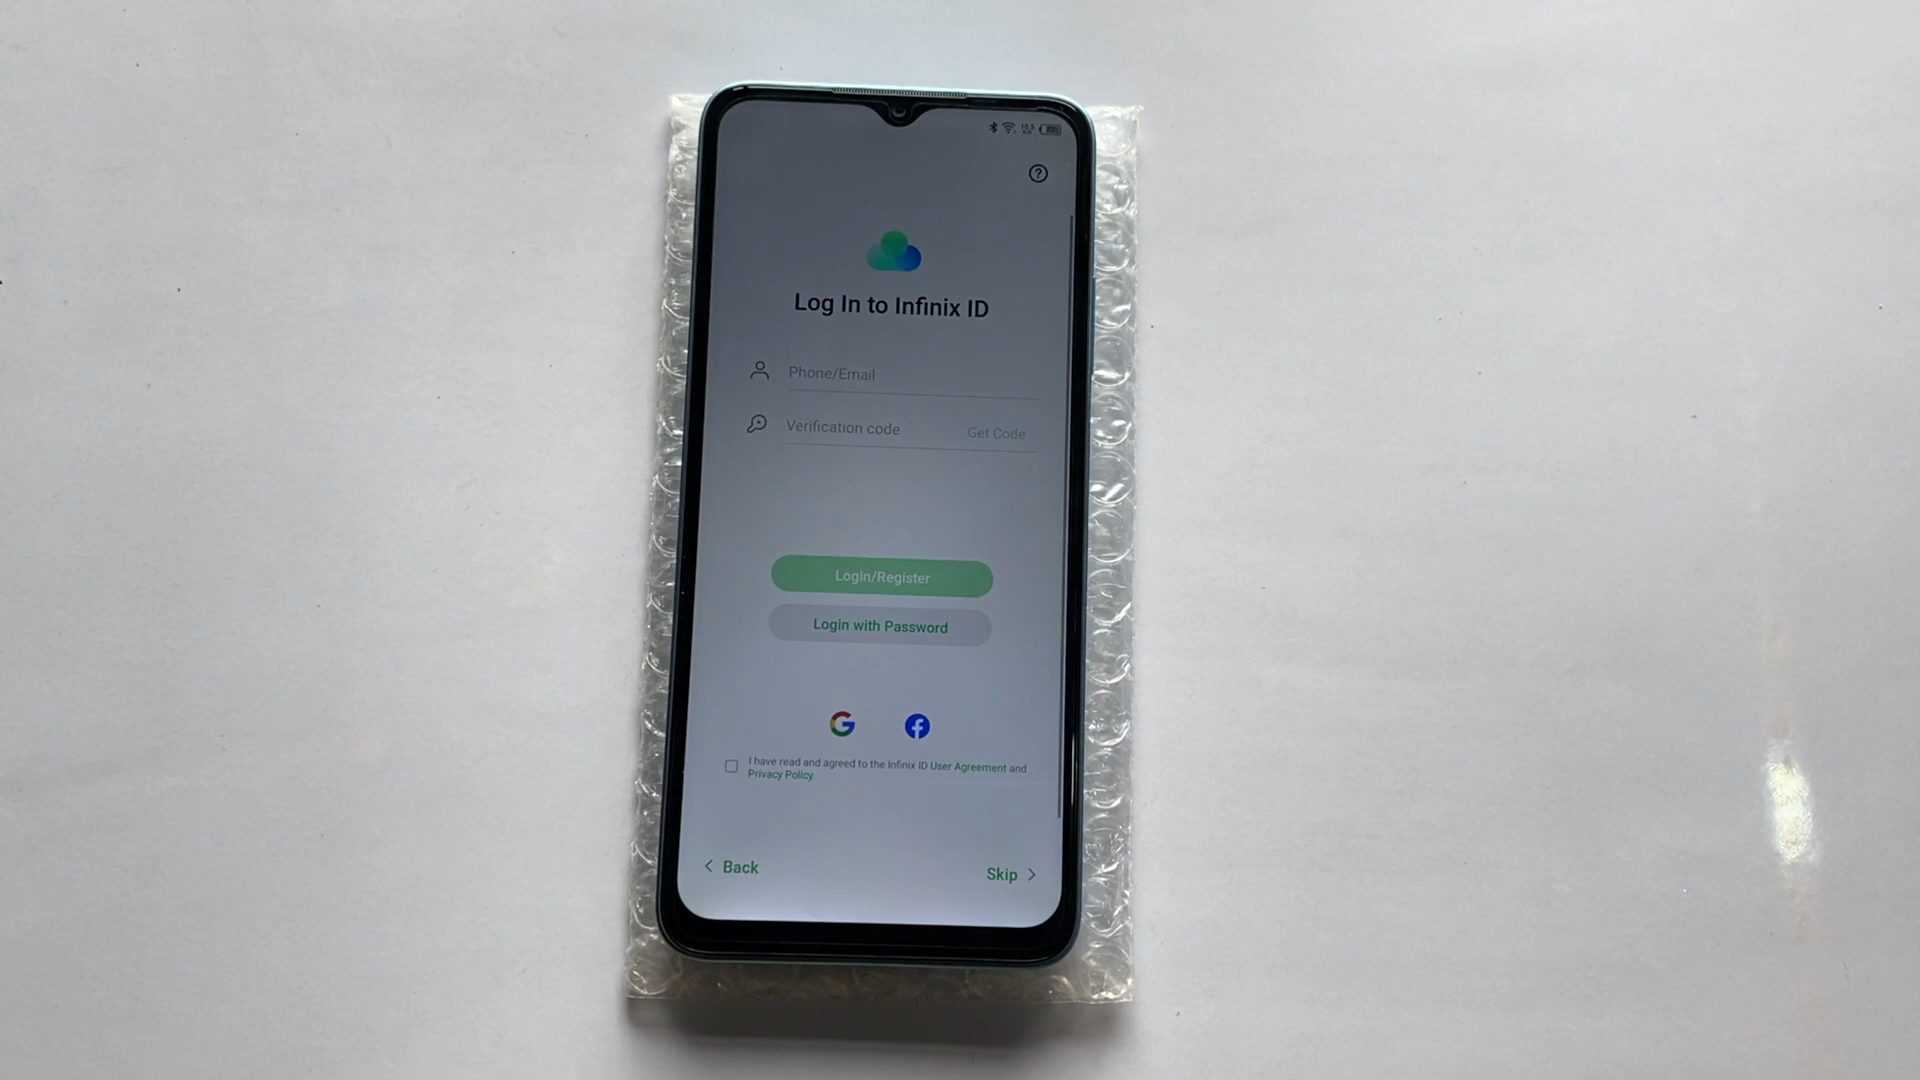 Log In to Infinix ID
Phone/Email
Verification code
Get Code
Login/Register
Login with Password
I have read and agreed to the Infinix ID User Agreement and
Privacy Policy
Back
Skip